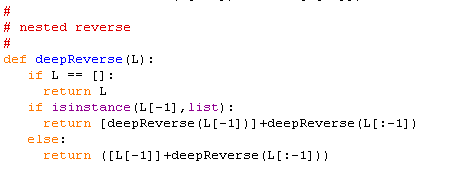 #
# nested reverse
#
def deepReverse(L):
   if L == []:
     return L
   if isinstance(L[-1],list):
     return [deepReverse(L[-1])]+deepReverse(L[:-1])
   else:
     return ([L[-1]]+deepReverse(L[:-1]))